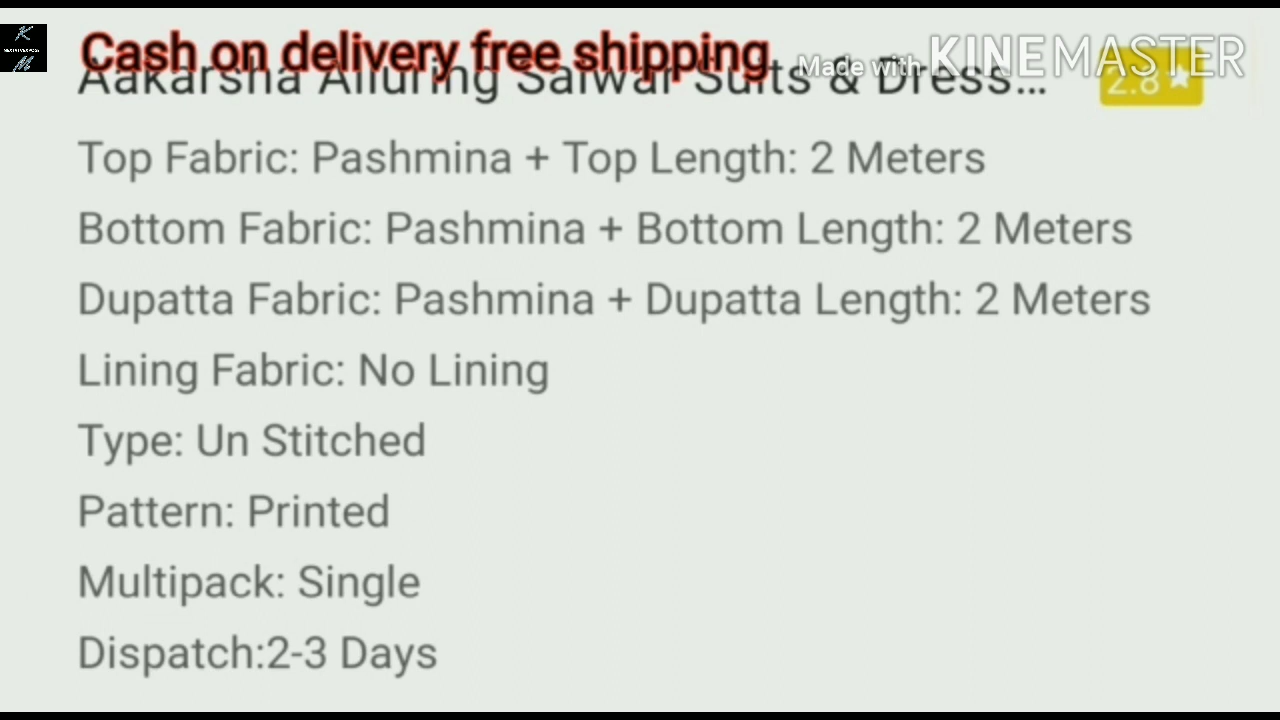 Cash on delivery free shipping
Made with KINEMASTER
Aakarsha Alluring Salwar Suits & Dress...
2.8★
Top Fabric: Pashmina + Top Length: 2 Meters
Bottom Fabric: Pashmina + Bottom Length: 2 Meters
Dupatta Fabric: Pashmina + Dupatta Length: 2 Meters
Lining Fabric: No Lining
Type: Un Stitched
Pattern: Printed
Multipack: Single
Dispatch:2-3 Days